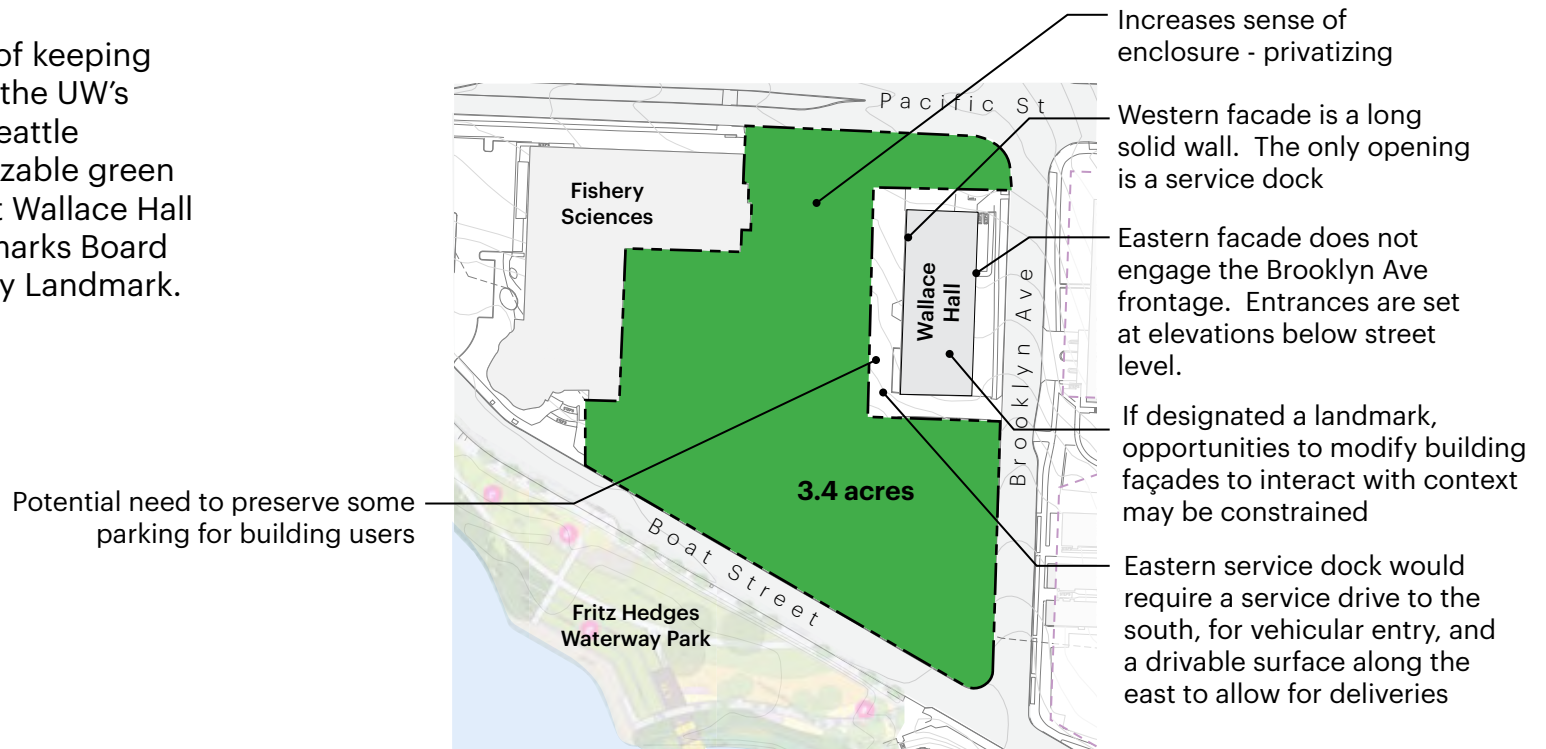 of keeping
the UW's
eattle
zable green
t Wallace Hall
narks Board
y Landmark.
Increases sense of
enclosure - privatizing
Pacific St
Western facade is a long
solid wall.  The only opening
is a service dock
Fishery
Sciences
Eastern facade does not
engage the Brooklyn Ave
frontage.  Entrances are set
at elevations below street
level.
Wallace
Hall
Brooklyn Ave
If designated a landmark,
opportunities to modify building
façades to interact with context
may be constrained
3.4 acres
Potential need to preserve some
parking for building users
Boat Street
Eastern service dock would
require a service drive to the
south, for vehicular entry, and
a drivable surface along the
east to allow for deliveries
Fritz Hedges
Waterway Park